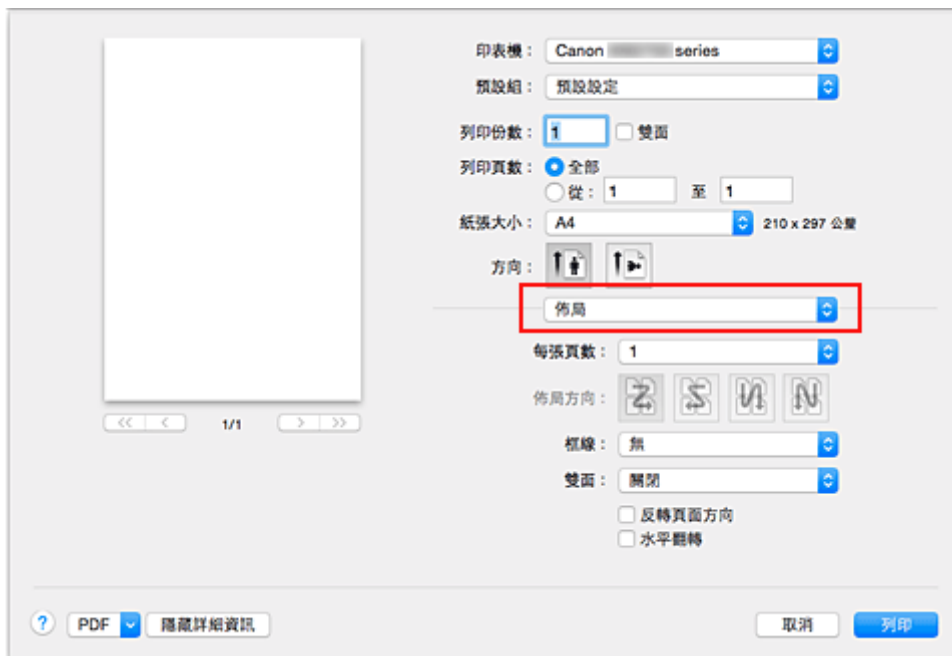 印表機： Canon series
預設組： 預設設定
列印份數： 1 雙面
列印頁數： 全部
從： 1 至 1
紙張大小： A4 210 x 297 公釐
方向：
佈局
每張頁數： 1
佈局方向：
框線： 無
雙面： 關閉
反轉頁面方向
水平翻轉
<< < 1/1 > >>
? PDF 隱藏詳細資訊 取消 列印